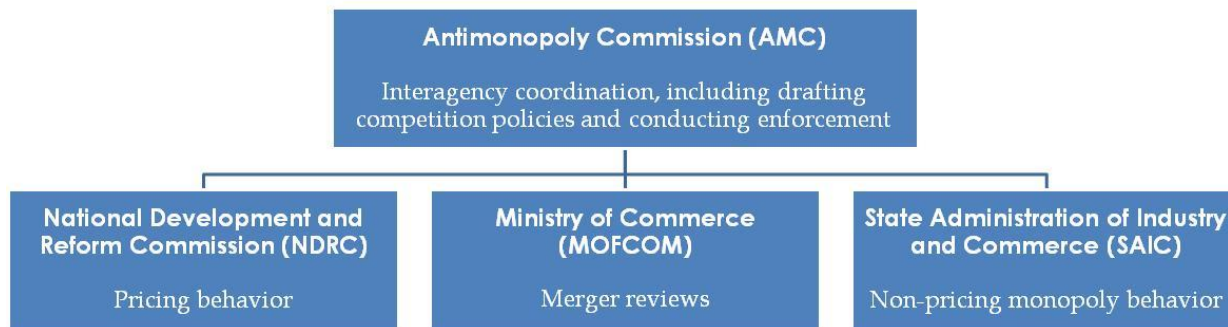 Antimonopoly Commission (AMC)
Interagency coordination, including drafting
competition policies and conducting enforcement
National Development and
Reform Commission (NDRC)
Pricing behavior
Ministry of Commerce
(MOFCOM)
Merger reviews
State Administration of Industry
and Commerce (SAIC)
Non-pricing monopoly behavior